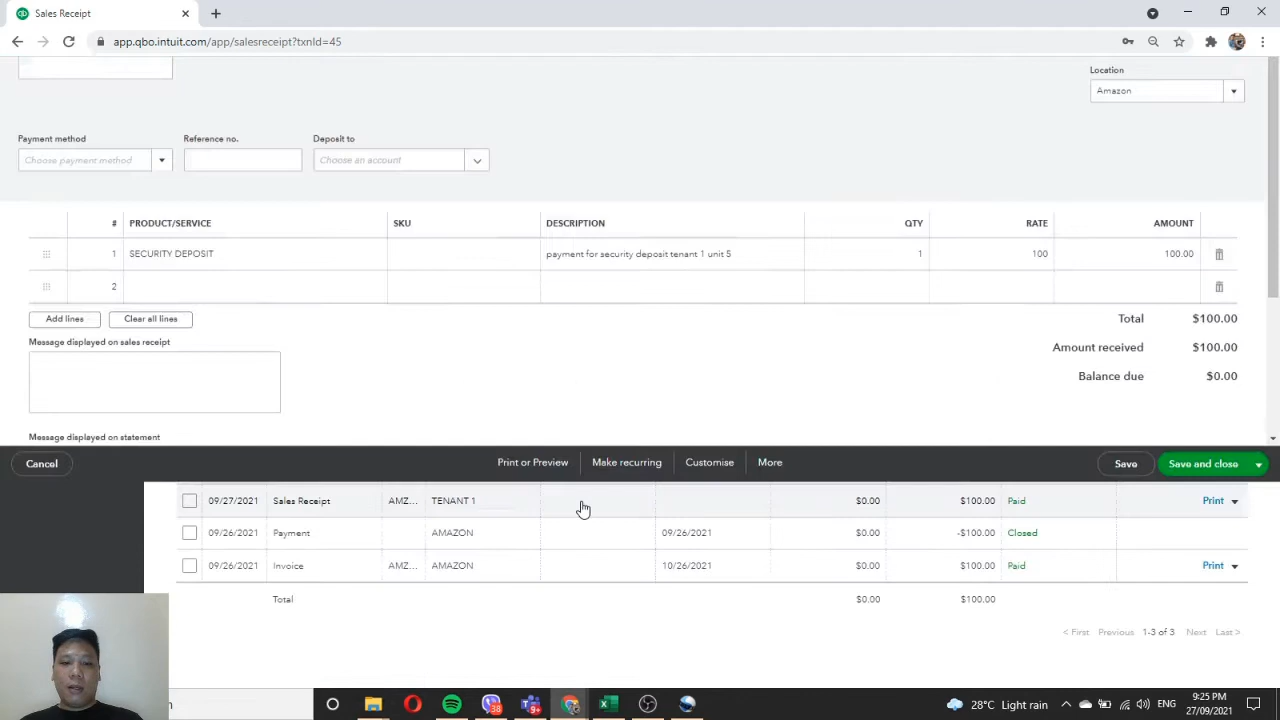 Sales Receipt
app.qbo.intuit.com/app/salesreceipt?txnId=45
Location
Amazon
Payment method
Reference no.
Deposit to
Choose payment method
Choose an account
# PRODUCT/SERVICE SKU DESCRIPTION QTY RATE AMOUNT
1 SECURITY DEPOSIT payment for security deposit tenant 1 unit 5 1 100 100.00
2
Add lines Clear all lines
Total $100.00
Message displayed on sales receipt
Amount received $100.00
Balance due $0.00
Message displayed on statement
Cancel Print or Preview Make recurring Customise More Save Save and close
09/27/2021 Sales Receipt AMZ... TENANT 1 $0.00 $100.00 Paid Print
09/26/2021 Payment AMAZON 09/26/2021 $0.00 -$100.00 Closed
09/26/2021 Invoice AMZ... AMAZON 10/26/2021 $0.00 $100.00 Paid Print
Total $0.00 $100.00
< First Previous 1-3 of 3 Next Last >
38 9+ 28°C Light rain ENG 9:25 PM
27/09/2021